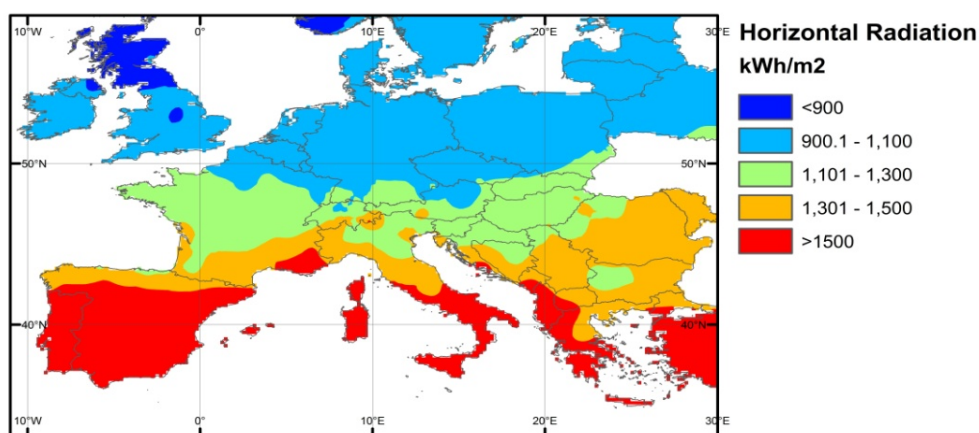 10°W 0° 10°E 20°E 30°E
Horizontal Radiation
kWh/m2
<900
900.1 - 1,100
50°N 50°N
1,101 - 1,300
1,301 - 1,500
>1500
40°N 40°N
10°W 0° 10°E 20°E 30°E